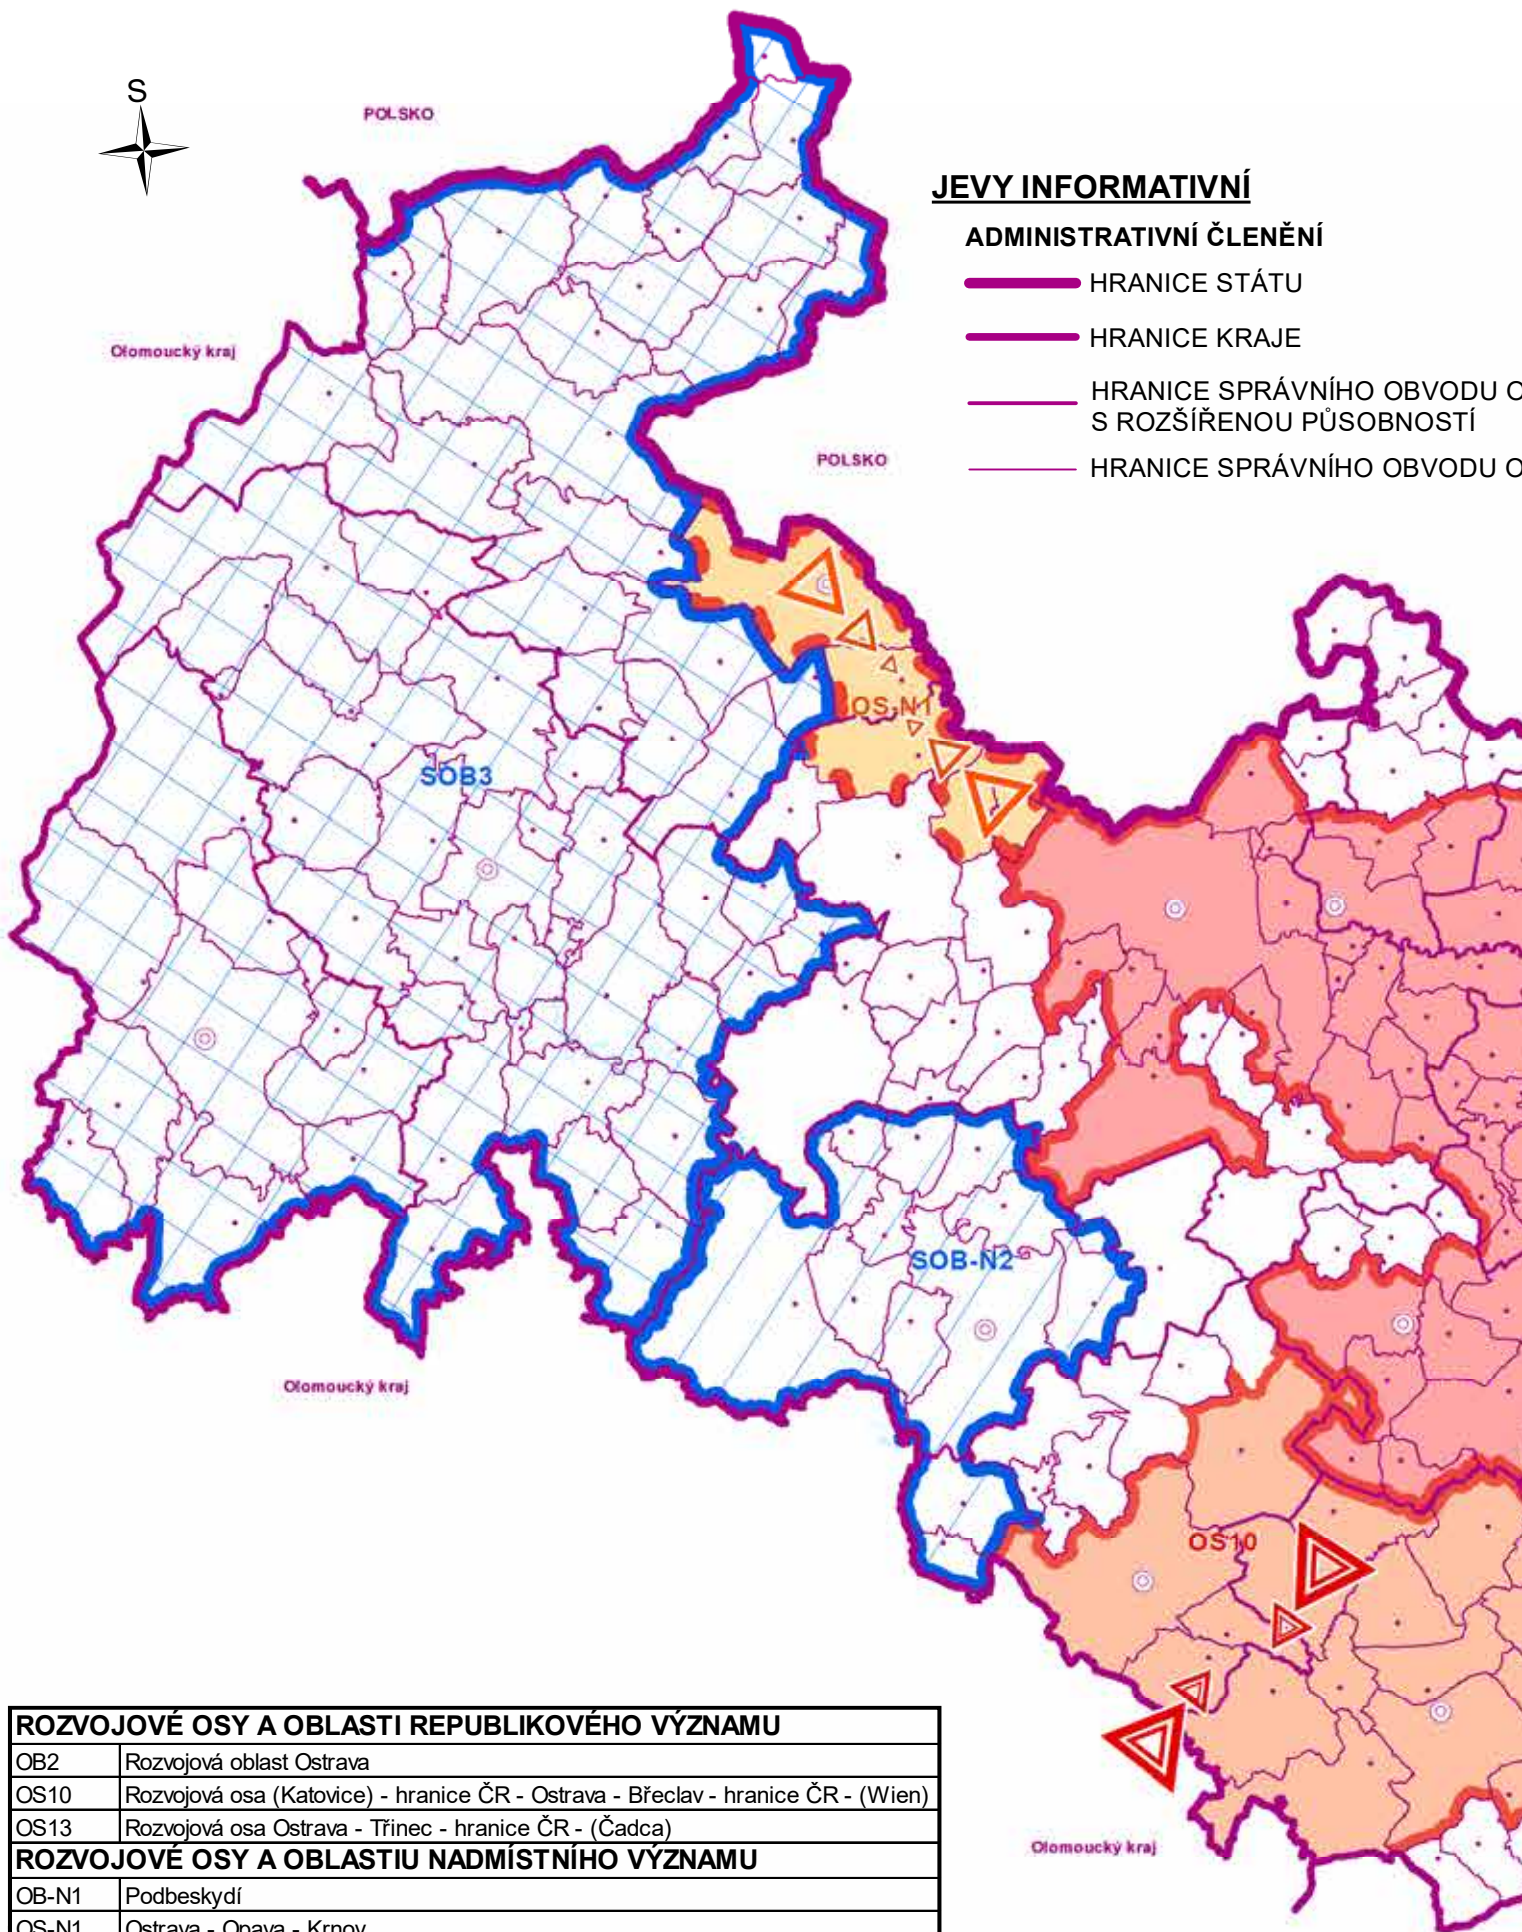 S
POLSKO
JEVY INFORMATIVNÍ
ADMINISTRATIVNÍ ČLENĚNÍ
HRANICE STÁTU
HRANICE KRAJE
HRANICE SPRÁVNÍHO OBVODU O
S ROZŠÍŘENOU PŮSOBNOSTÍ
HRANICE SPRÁVNÍHO OBVODU O
Olomoucký kraj
POLSKO
OS-N1
SOB3
SOB-N2
Olomoucký kraj
OS10
Olomoucký kraj
ROZVOJOVÉ OSY A OBLASTI REPUBLIKOVÉHO VÝZNAMU
OB2 Rozvojová oblast Ostrava
OS10 Rozvojová osa (Katovice) - hranice ČR - Ostrava - Břeclav - hranice ČR - (Wien)
OS13 Rozvojová osa Ostrava - Třinec - hranice ČR - (Čadca)
ROZVOJOVÉ OSY A OBLASTIU NADMÍSTNÍHO VÝZNAMU
OB-N1 Podbeskydí
OS-N1 Ostrava - Opava - Krnov